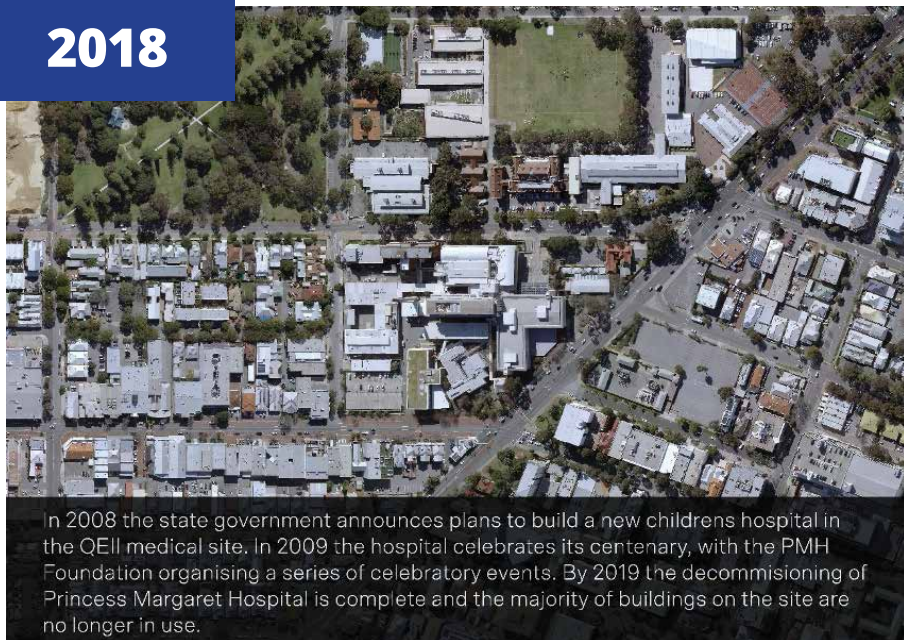 2018
In 2008 the state government announces plans to build a new childrens hospital in
the QEII medical site. In 2009 the hospital celebrates its centenary, with the PMH
Foundation organising a series of celebratory events. By 2019 the decommisioning of
Princess Margaret Hospital is complete and the majority of buildings on the site are
no longer in use.